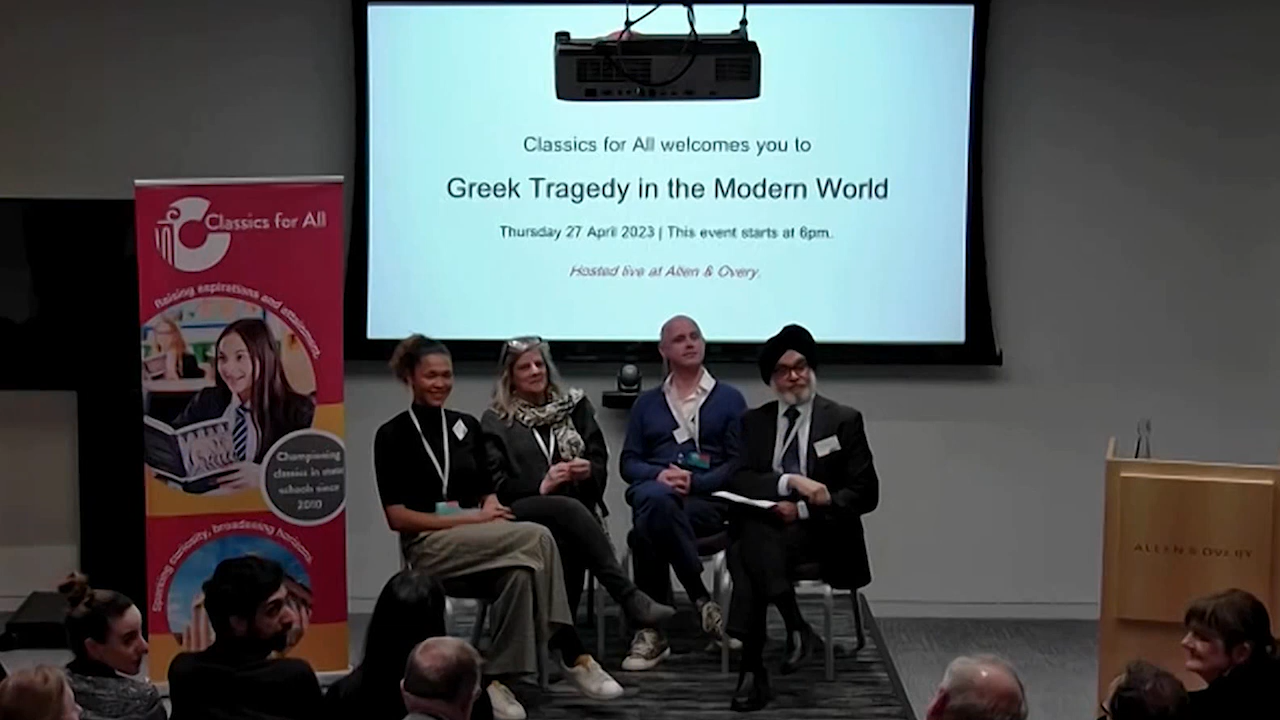 Classics for All welcomes you to
Greek Tragedy in the Modern World
Thursday 27 April 2023 | This event starts at 6pm.
Hosted live at Allen & Overy.
Classics for All
Raising aspirations and attainment
Championing
classics in state
schools since
2010
Sparking curiosity, broadening horizons
ALLEN & OVERY